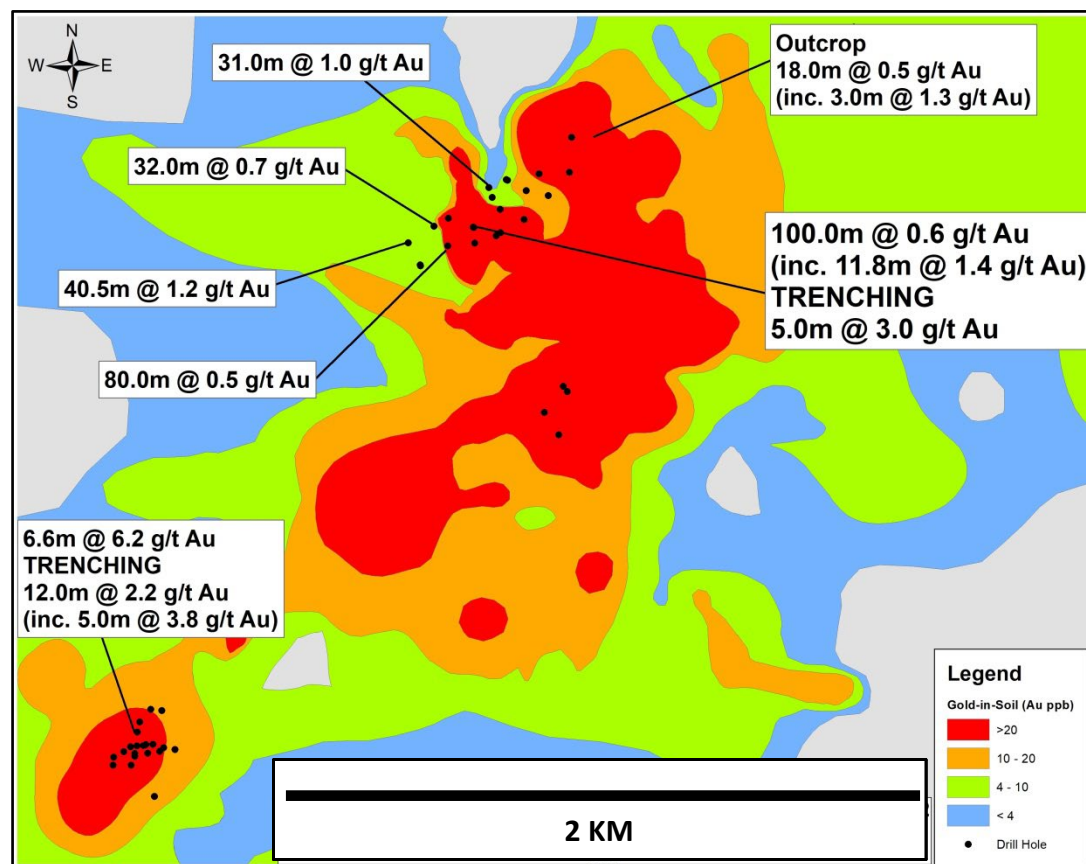 N
W E
S
31.0m @ 1.0 g/t Au
Outcrop
18.0m @ 0.5 g/t Au
(inc. 3.0m @ 1.3 g/t Au)
32.0m @ 0.7 g/t Au
40.5m @ 1.2 g/t Au
100.0m @ 0.6 g/t Au
(inc. 11.8m @ 1.4 g/t Au)
TRENCHING
5.0m @ 3.0 g/t Au
80.0m @ 0.5 g/t Au
6.6m @ 6.2 g/t Au
TRENCHING
12.0m @ 2.2 g/t Au
(inc. 5.0m @ 3.8 g/t Au)
Legend
Gold-in-Soil (Au ppb)
>20
10 - 20
4 - 10
< 4
Drill Hole
2 KM